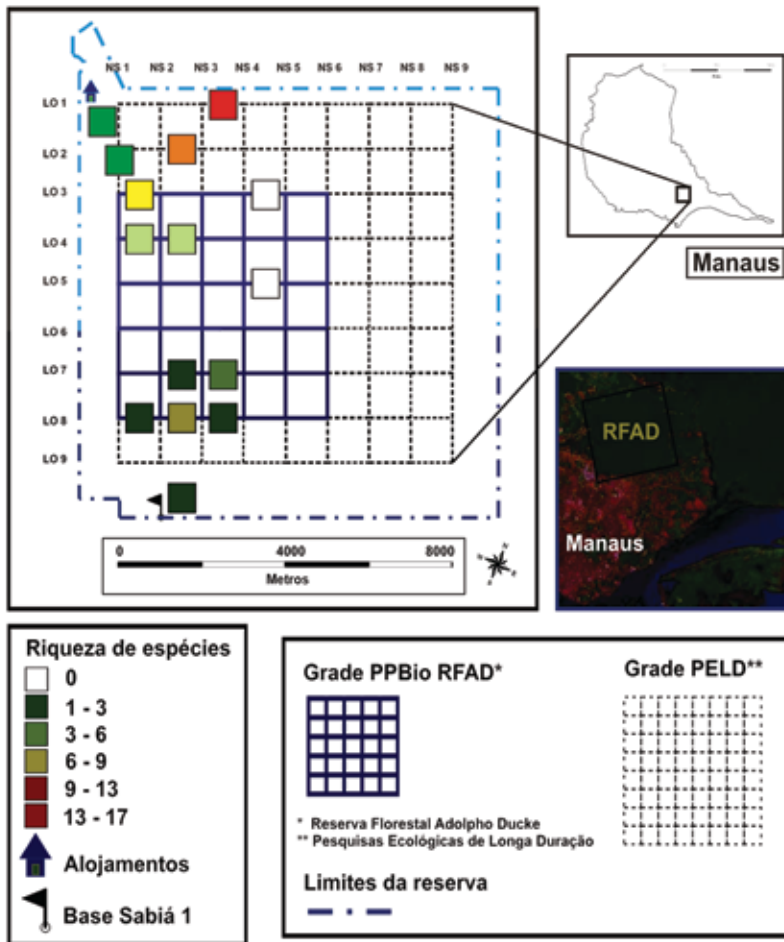 NS 1 NS 2 NS 3 NS 4 NS 5 NS 6 NS 7 NS 8 NS 9
LO 1
LO 2
LO 3
LO 4
LO 5
LO 6
LO 7
LO 8
LO 9
0 4000 8000
Metros
Manaus
RFAD
Manaus
Riqueza de espécies
0
1 - 3
3 - 6
6 - 9
9 - 13
13 - 17
Alojamentos
Base Sabiá 1
Grade PPBio RFAD*
Grade PELD**
* Reserva Florestal Adolpho Ducke
** Pesquisas Ecológicas de Longa Duração
Limites da reserva